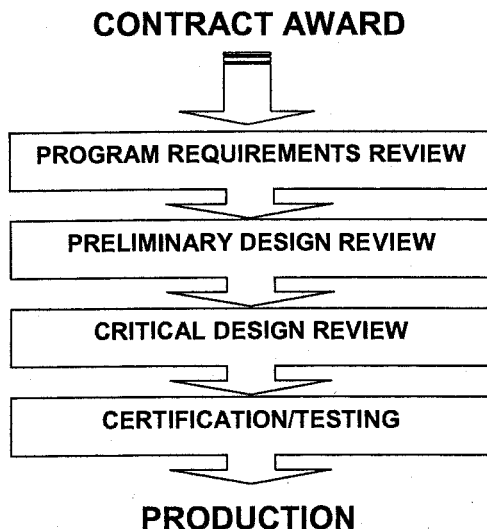 CONTRACT AWARD
PROGRAM REQUIREMENTS REVIEW
PRELIMINARY DESIGN REVIEW
CRITICAL DESIGN REVIEW
CERTIFICATION/TESTING
PRODUCTION